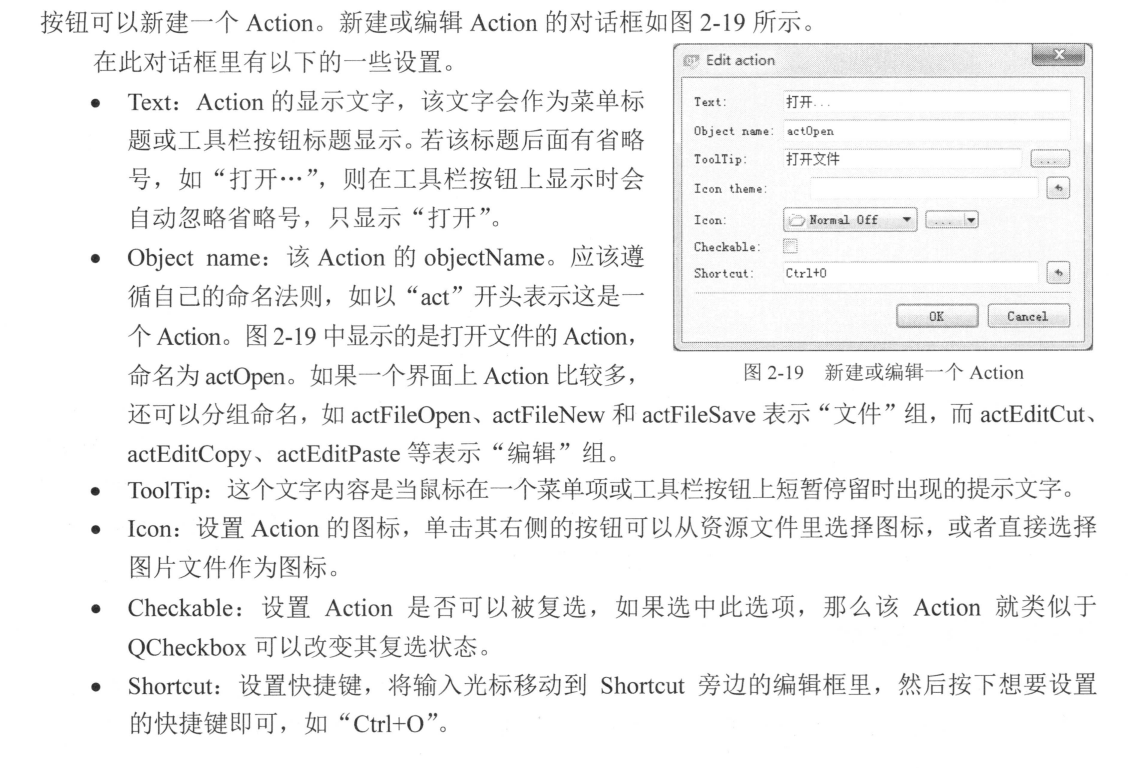 按钮可以新建一个 Action。新建或编辑 Action 的对话框如图 2-19 所示。
在此对话框里有以下的一些设置。
• Text：Action 的显示文字，该文字会作为菜单标
题或工具栏按钮标题显示。若该标题后面有省略
号，如“打开…”，则在工具栏按钮上显示时会
自动忽略省略号，只显示“打开”。
• Object name：该 Action 的 objectName。应该遵
循自己的命名法则，如以“act”开头表示这是一
个 Action。图 2-19 中显示的是打开文件的 Action，
命名为 actOpen。如果一个界面上 Action 比较多，
还可以分组命名，如 actFileOpen、actFileNew 和 actFileSave 表示“文件”组，而 actEditCut、
actEditCopy、actEditPaste 等表示“编辑”组。
Edit action
Text: 打开...
Object name: actOpen
ToolTip: 打开文件 ...
Icon theme:
Icon: Normal Off ...
Checkable:
Shortcut: Ctrl+O
OK Cancel
图 2-19 新建或编辑一个 Action
• ToolTip：这个文字内容是当鼠标在一个菜单项或工具栏按钮上短暂停留时出现的提示文字。
• Icon：设置 Action 的图标，单击其右侧的按钮可以从资源文件里选择图标，或者直接选择
图片文件作为图标。
• Checkable：设置 Action 是否可以被复选，如果选中此选项，那么该 Action 就类似于
QCheckbox 可以改变其复选状态。
• Shortcut：设置快捷键，将输入光标移动到 Shortcut 旁边的编辑框里，然后按下想要设置
的快捷键即可，如“Ctrl+O”。